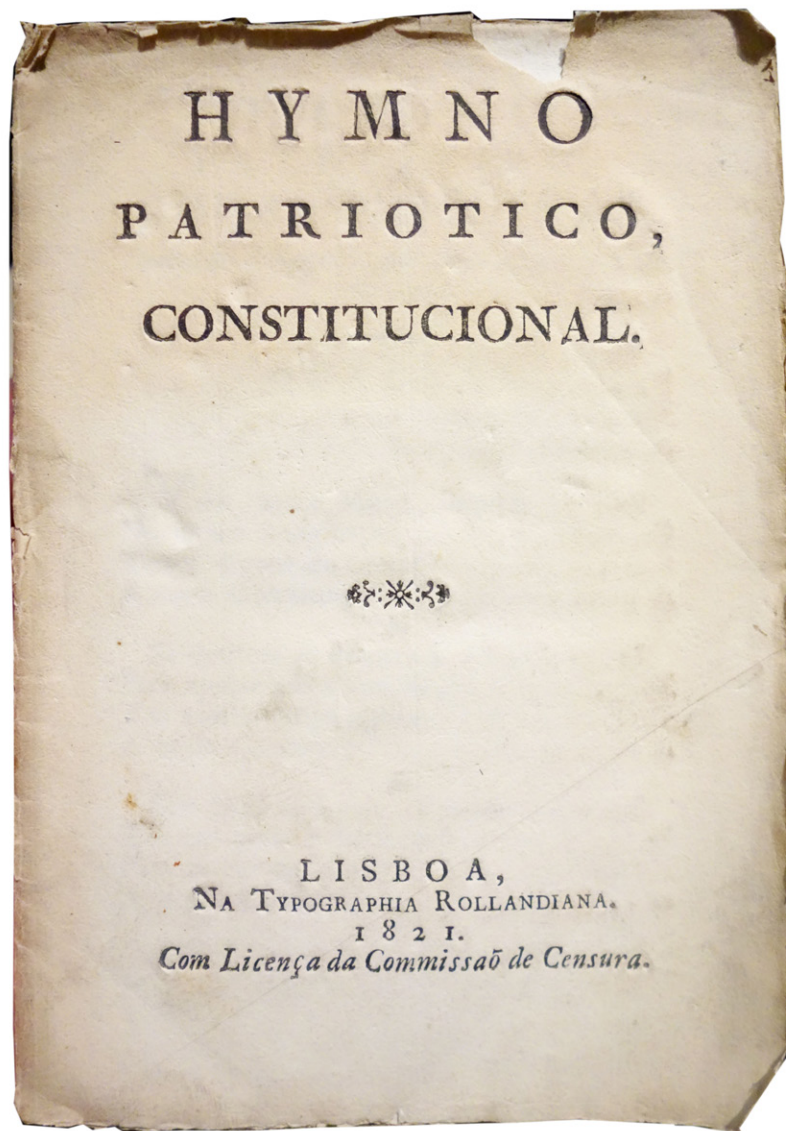 HYMNO
PATRIOTICO,
CONSTITUCIONAL.
LISBOA,
NA TYPOGRAPHIA ROLLANDIANA.
1821.
Com Licença da Commissaõ de Censura.